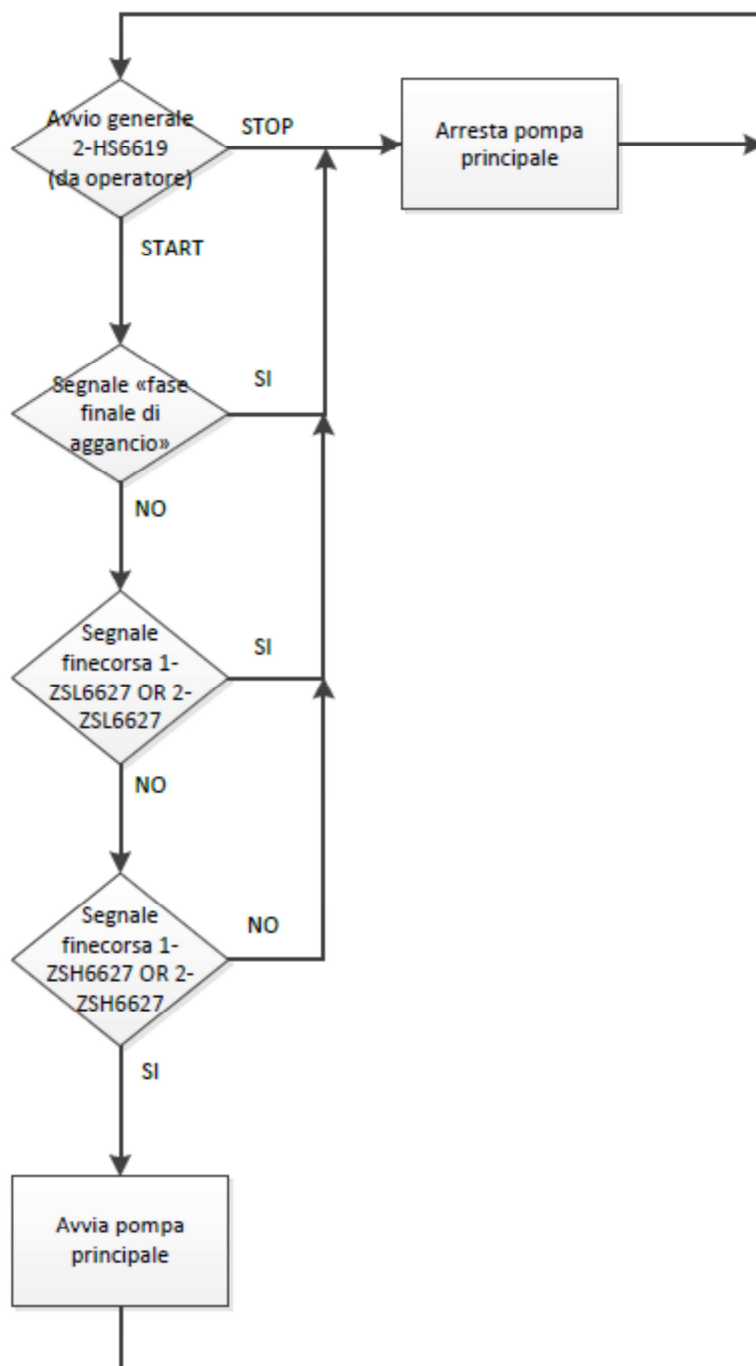 Avvio generale
2-HS6619
(da operatore)
STOP
Arresta pompa
principale
START
Segnale «fase
finale di
aggancio»
SI
NO
Segnale
finecorsa 1-
ZSL6627 OR 2-
ZSL6627
SI
NO
Segnale
finecorsa 1-
ZSH6627 OR 2-
ZSH6627
NO
SI
Avvia pompa
principale